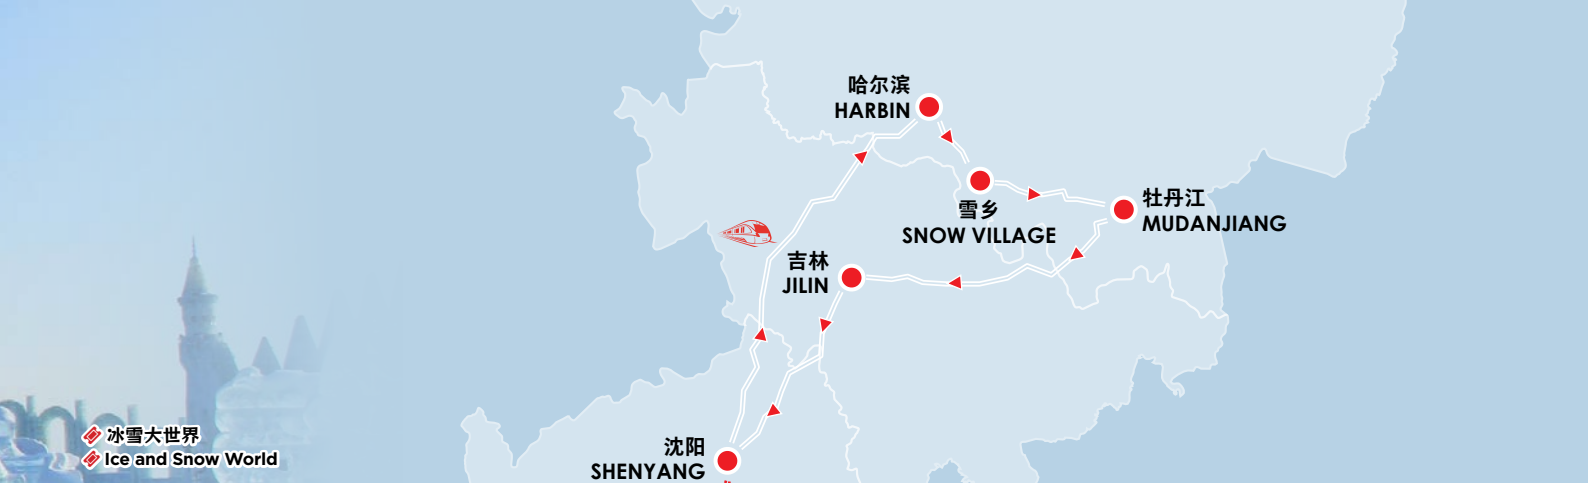 哈尔滨
HARBIN
雪乡
SNOW VILLAGE
牡丹江
MUDANJIANG
吉林
JILIN
沈阳
SHENYANG
冰雪大世界
Ice and Snow World